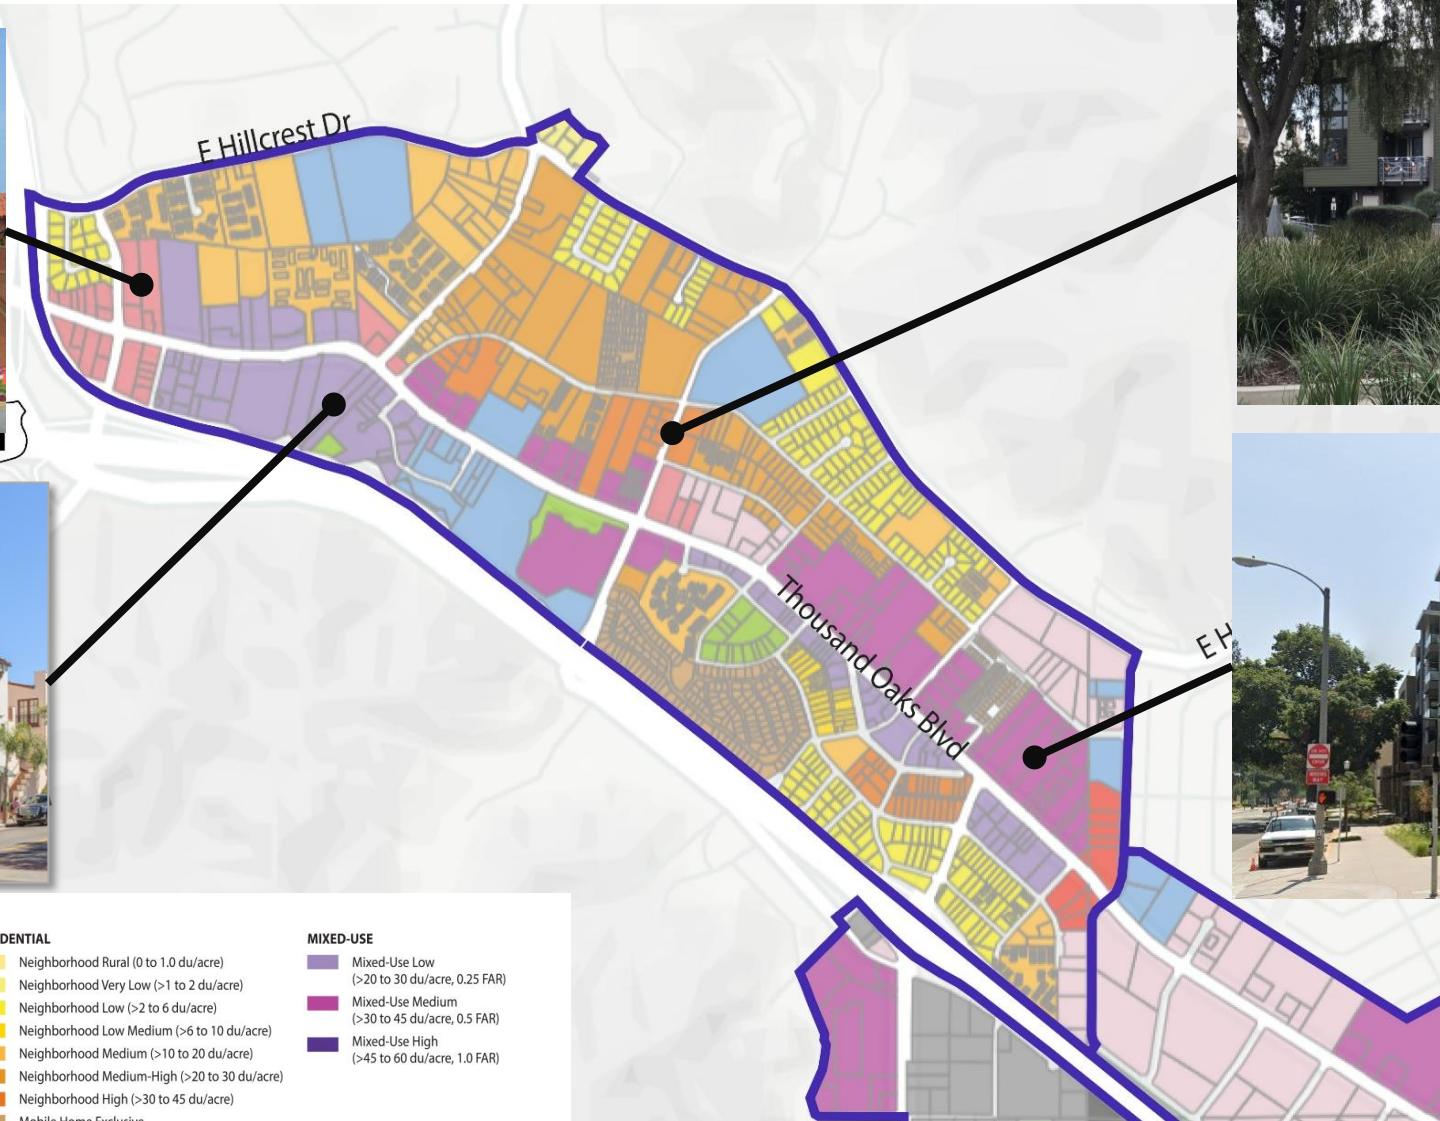 E Hillcrest Dr
Thousand Oaks Blvd
E H
DENTIAL
Neighborhood Rural (0 to 1.0 du/acre)
Neighborhood Very Low (>1 to 2 du/acre)
Neighborhood Low (>2 to 6 du/acre)
Neighborhood Low Medium (>6 to 10 du/acre)
Neighborhood Medium (>10 to 20 du/acre)
Neighborhood Medium-High (>20 to 30 du/acre)
Neighborhood High (>30 to 45 du/acre)
Mobile Home Exclusive
MIXED-USE
Mixed-Use Low
(>20 to 30 du/acre, 0.25 FAR)
Mixed-Use Medium
(>30 to 45 du/acre, 0.5 FAR)
Mixed-Use High
(>45 to 60 du/acre, 1.0 FAR)